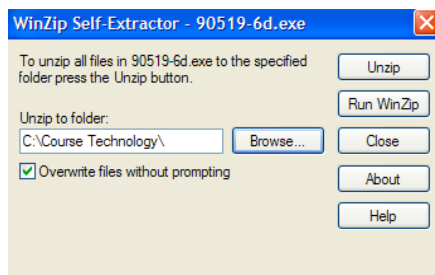 WinZip Self-Extractor - 90519-6d.exe
To unzip all files in 90519-6d.exe to the specified
folder press the Unzip button.
Unzip to folder:
C:\Course Technology\
Browse...
Overwrite files without prompting
Unzip
Run WinZip
Close
About
Help